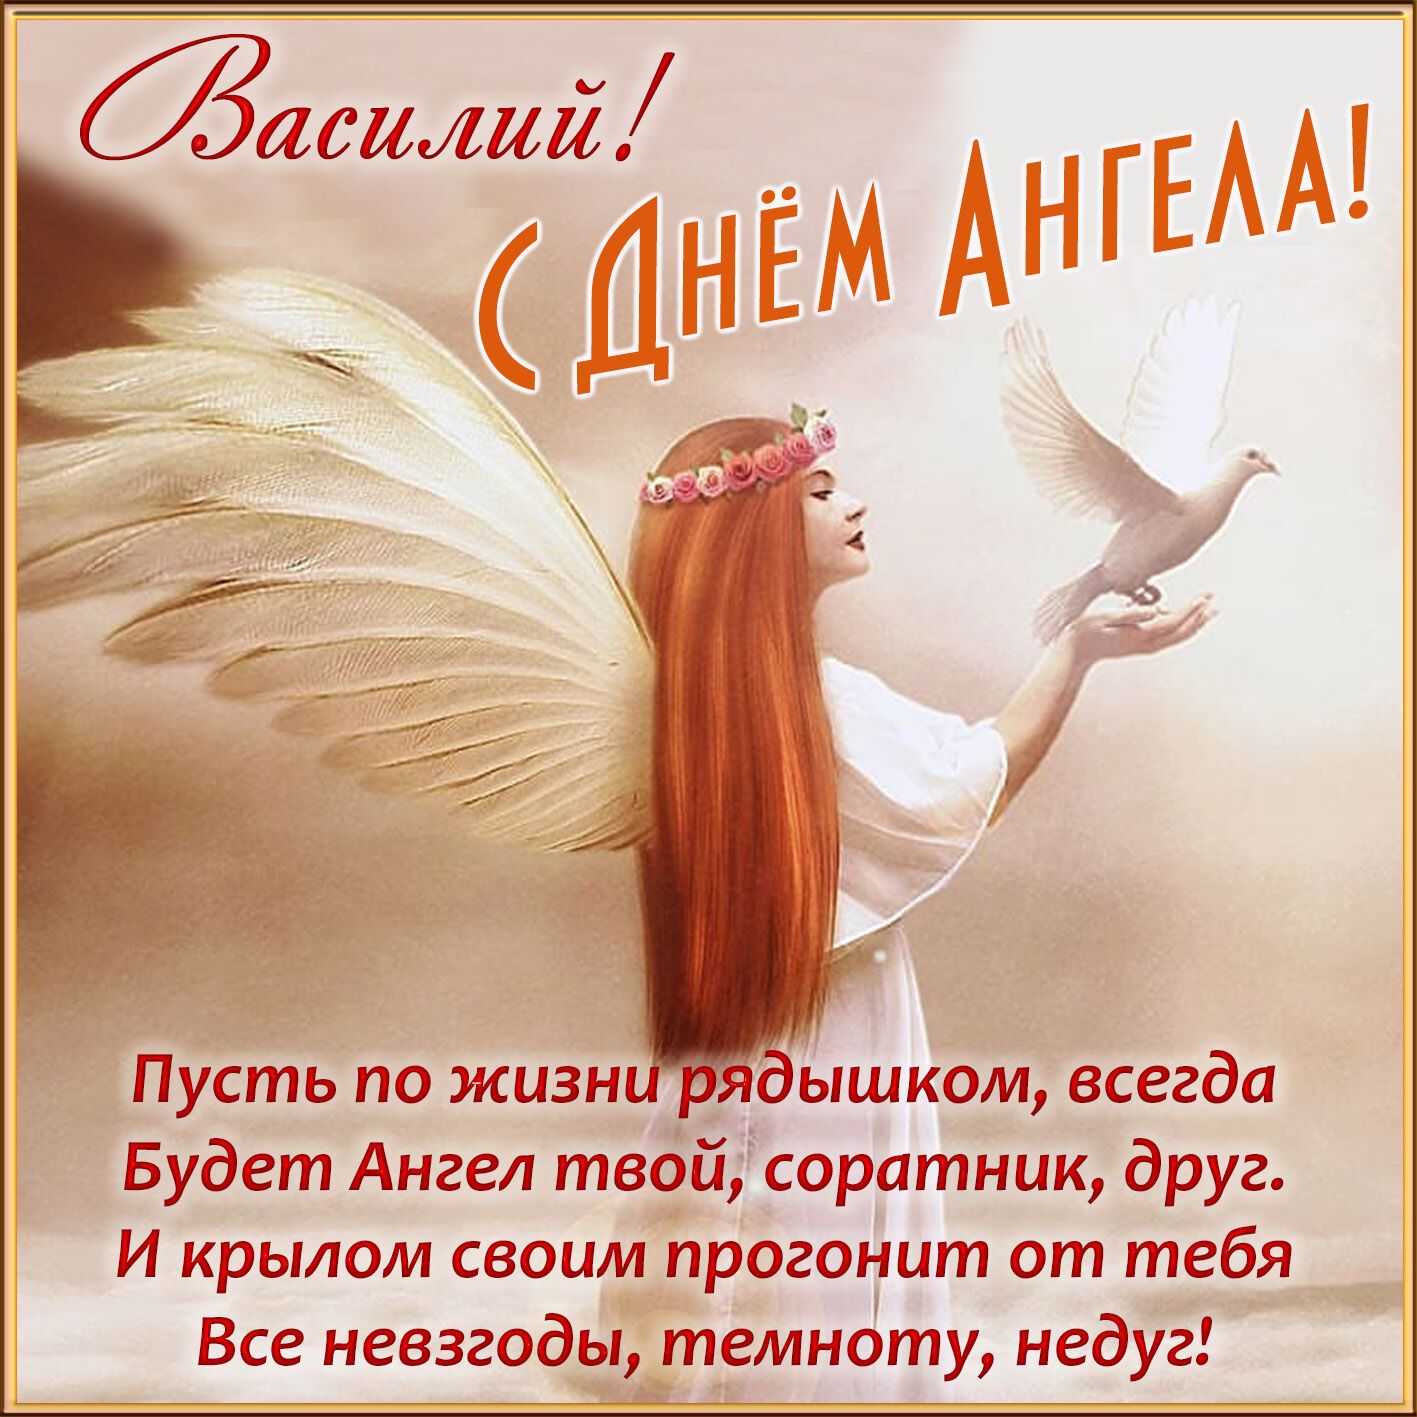 Василий!
С Днём Ангела!
Пусть по жизни рядышком, всегда
Будет Ангел твой, соратник, друг.
И крылом своим прогонит от тебя
Все невзгоды, темноту, недуг!